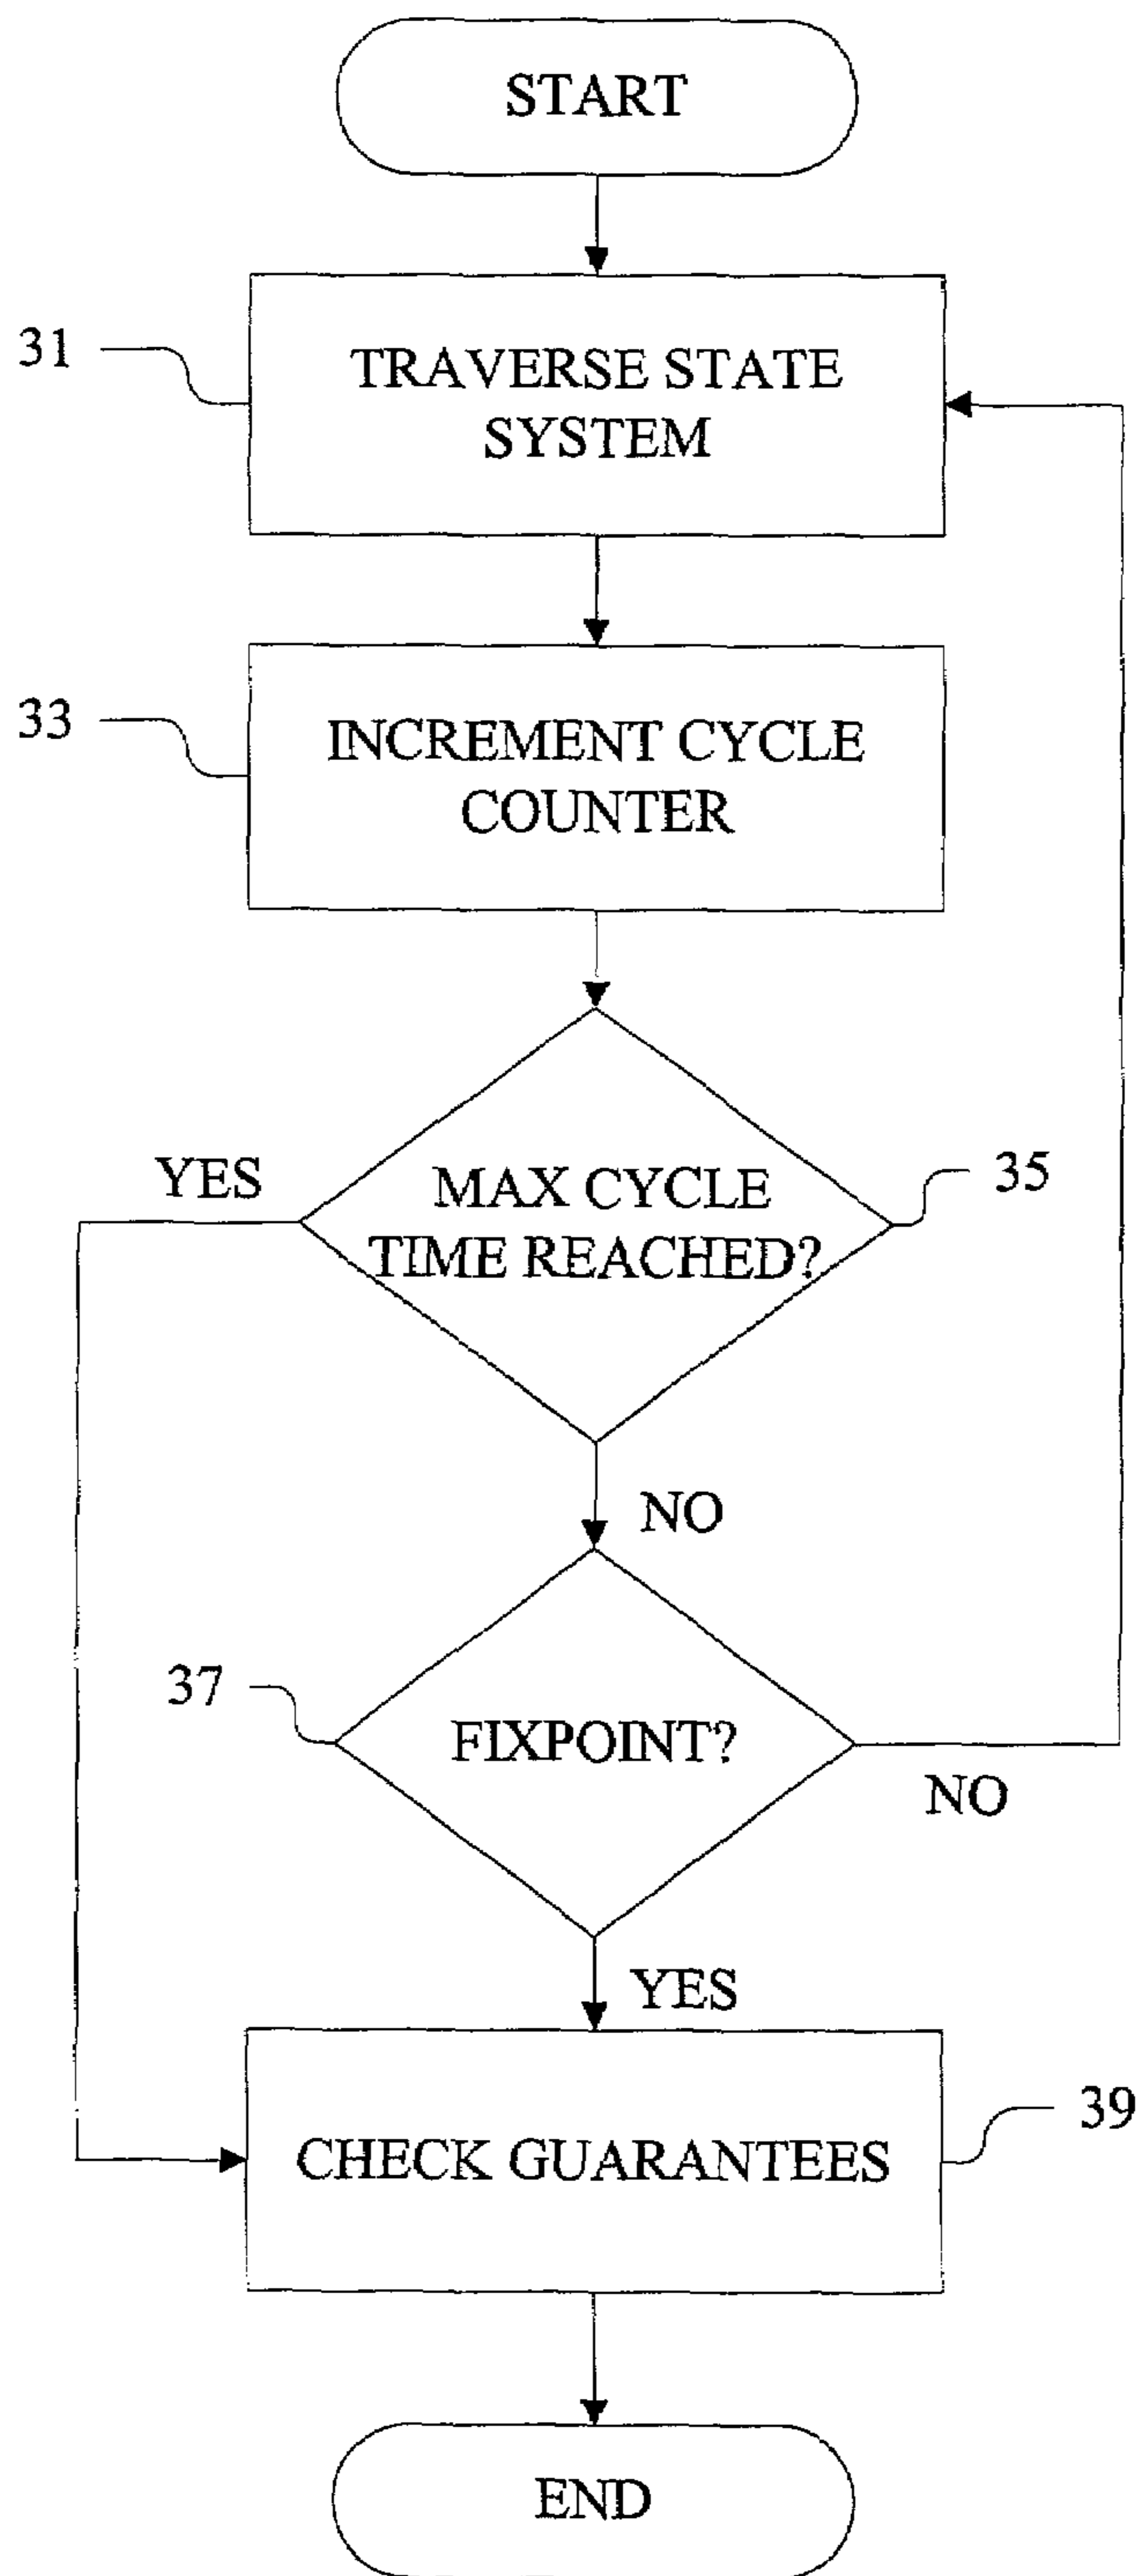 START
31
TRAVERSE STATE
SYSTEM
33
INCREMENT CYCLE
COUNTER
YES
MAX CYCLE
TIME REACHED?
35
NO
37
FIXPOINT?
NO
YES
39
CHECK GUARANTEES
END